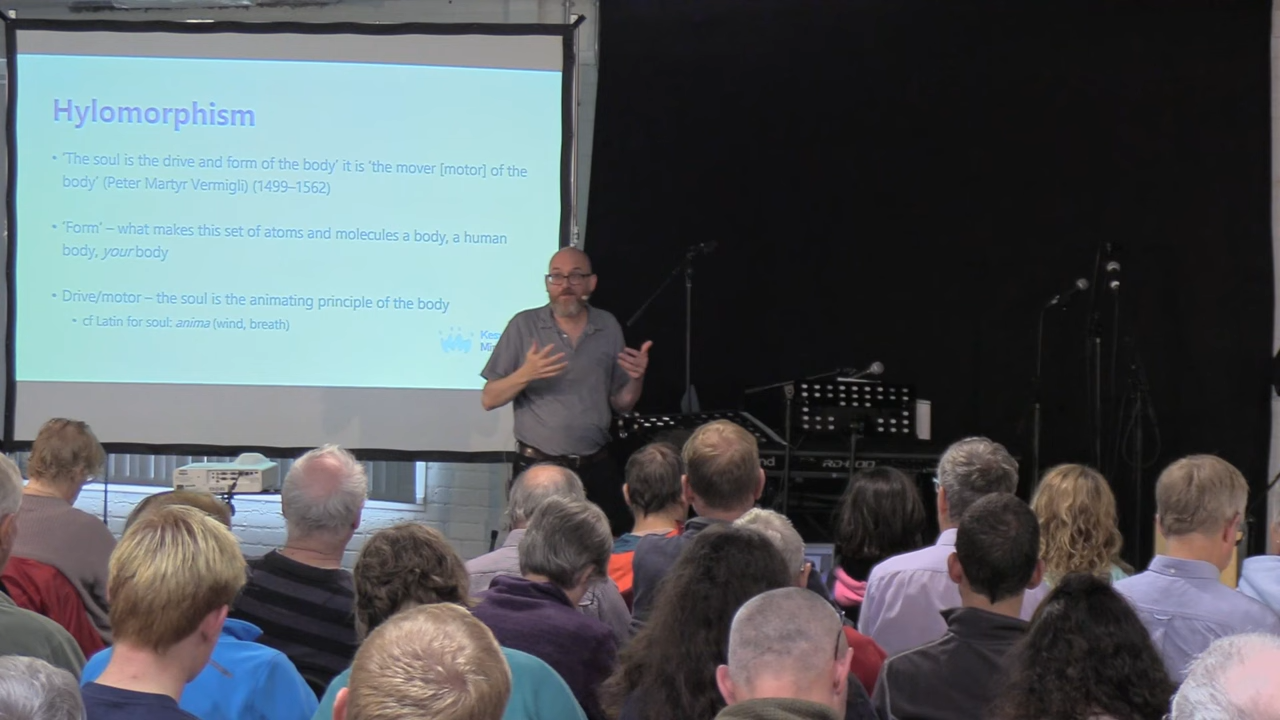 Hylomorphism
• 'The soul is the drive and form of the body' it is 'the mover [motor] of the
body' (Peter Martyr Vermigli) (1499–1562)
• 'Form' – what makes this set of atoms and molecules a body, a human
body, your body
• Drive/motor – the soul is the animating principle of the body
• cf Latin for soul: anima (wind, breath)